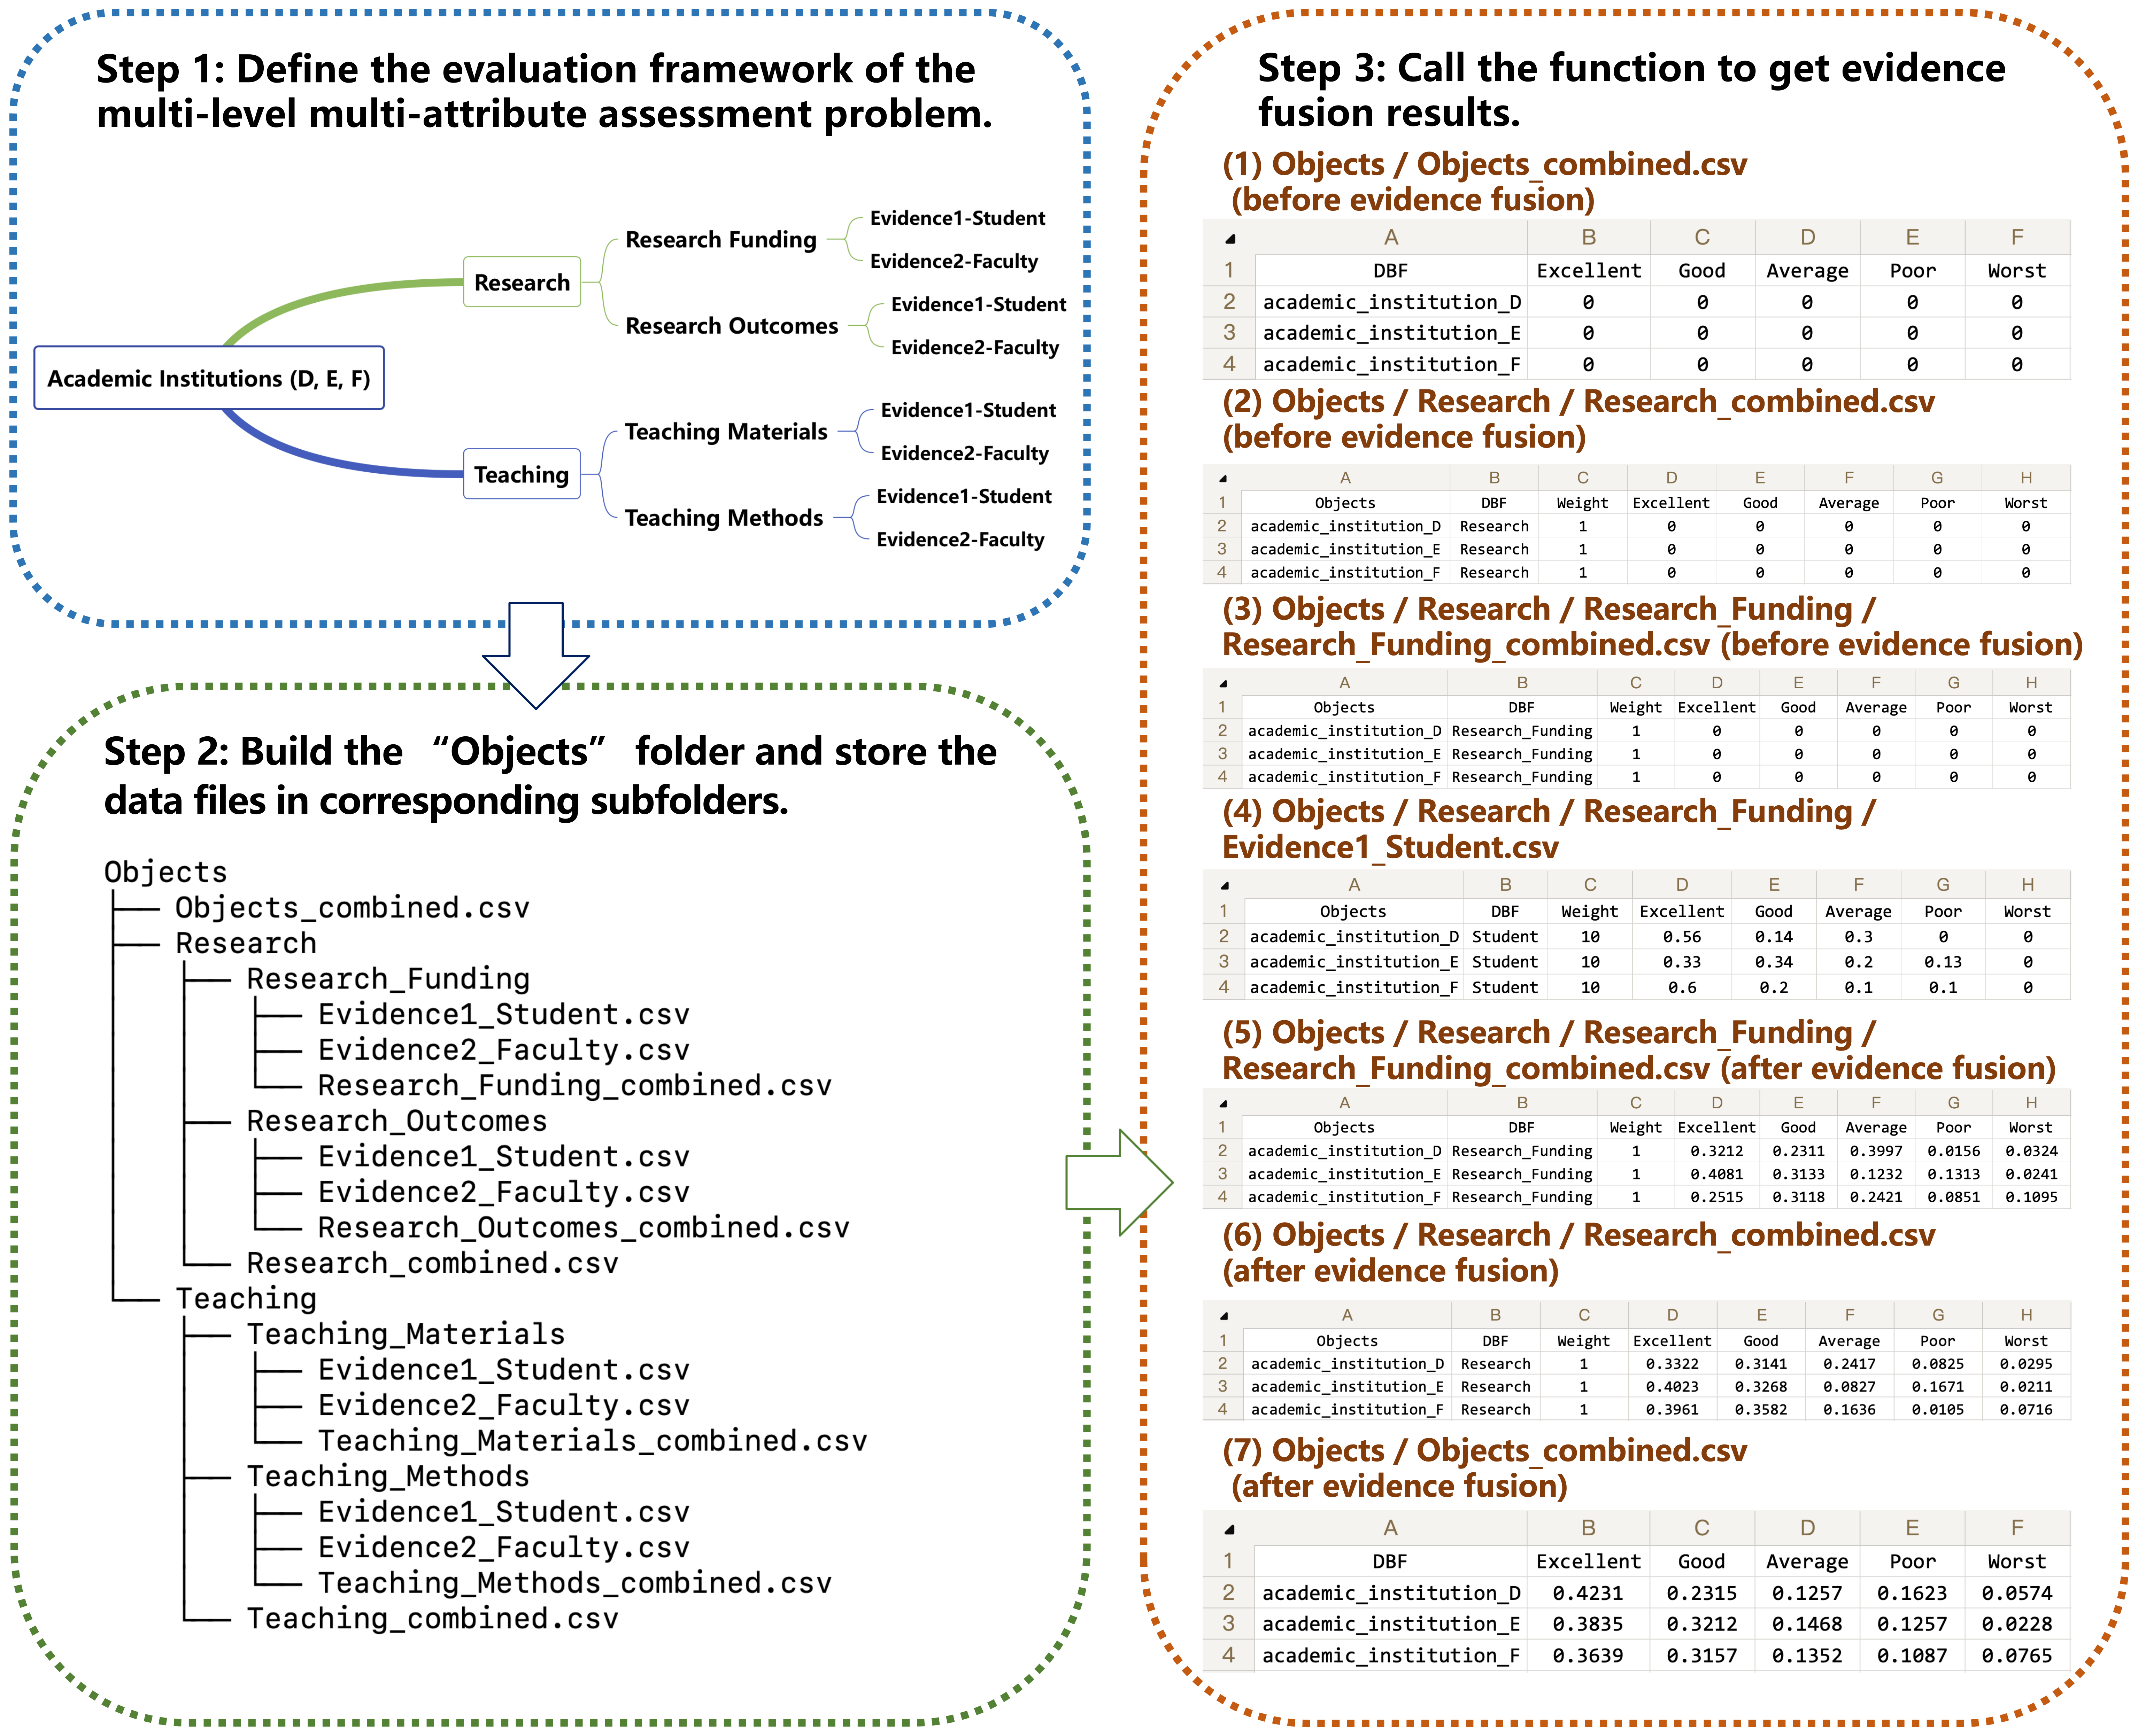 Step 1: Define the evaluation framework of the
multi-level multi-attribute assessment problem.
Academic Institutions (D, E, F)
Research
Research Funding
Evidence1-Student
Evidence2-Faculty
Research Outcomes
Evidence1-Student
Evidence2-Faculty
Teaching
Teaching Materials
Evidence1-Student
Evidence2-Faculty
Teaching Methods
Evidence1-Student
Evidence2-Faculty
Step 2: Build the “Objects” folder and store the
data files in corresponding subfolders.
Objects
Objects_combined.csv
Research
Research_Funding
Evidence1_Student.csv
Evidence2_Faculty.csv
Research_Funding_combined.csv
Research_Outcomes
Evidence1_Student.csv
Evidence2_Faculty.csv
Research_Outcomes_combined.csv
Research_combined.csv
Teaching
Teaching_Materials
Evidence1_Student.csv
Evidence2_Faculty.csv
Teaching_Materials_combined.csv
Teaching_Methods
Evidence1_Student.csv
Evidence2_Faculty.csv
Teaching_Methods_combined.csv
Teaching_combined.csv
Step 3: Call the function to get evidence
fusion results.
(1) Objects / Objects_combined.csv
(before evidence fusion)
A B C D E F
1 DBF Excellent Good Average Poor Worst
2 academic_institution_D 0 0 0 0 0
3 academic_institution_E 0 0 0 0 0
4 academic_institution_F 0 0 0 0 0
(2) Objects / Research / Research_combined.csv
(before evidence fusion)
A B C D E F G H
1 Objects DBF Weight Excellent Good Average Poor Worst
2 academic_institution_D Research 1 0 0 0 0 0
3 academic_institution_E Research 1 0 0 0 0 0
4 academic_institution_F Research 1 0 0 0 0 0
(3) Objects / Research / Research_Funding /
Research_Funding_combined.csv (before evidence fusion)
A B C D E F G H
1 Objects DBF Weight Excellent Good Average Poor Worst
2 academic_institution_D Research_Funding 1 0 0 0 0 0
3 academic_institution_E Research_Funding 1 0 0 0 0 0
4 academic_institution_F Research_Funding 1 0 0 0 0 0
(4) Objects / Research / Research_Funding /
Evidence1_Student.csv
A B C D E F G H
1 Objects DBF Weight Excellent Good Average Poor Worst
2 academic_institution_D Student 10 0.56 0.14 0.3 0 0
3 academic_institution_E Student 10 0.33 0.34 0.2 0.13 0
4 academic_institution_F Student 10 0.6 0.2 0.1 0.1 0
(5) Objects / Research / Research_Funding /
Research_Funding_combined.csv (after evidence fusion)
A B C D E F G H
1 Objects DBF Weight Excellent Good Average Poor Worst
2 academic_institution_D Research_Funding 1 0.3212 0.2311 0.3997 0.0156 0.0324
3 academic_institution_E Research_Funding 1 0.4081 0.3133 0.1232 0.1313 0.0241
4 academic_institution_F Research_Funding 1 0.2515 0.3118 0.2421 0.0851 0.1095
(6) Objects / Research / Research_combined.csv
(after evidence fusion)
A B C D E F G H
1 Objects DBF Weight Excellent Good Average Poor Worst
2 academic_institution_D Research 1 0.3322 0.3141 0.2417 0.0825 0.0295
3 academic_institution_E Research 1 0.4023 0.3268 0.0827 0.1671 0.0211
4 academic_institution_F Research 1 0.3961 0.3582 0.1636 0.0105 0.0716
(7) Objects / Objects_combined.csv
(after evidence fusion)
A B C D E F
1 DBF Excellent Good Average Poor Worst
2 academic_institution_D 0.4231 0.2315 0.1257 0.1623 0.0574
3 academic_institution_E 0.3835 0.3212 0.1468 0.1257 0.0228
4 academic_institution_F 0.3639 0.3157 0.1352 0.1087 0.0765